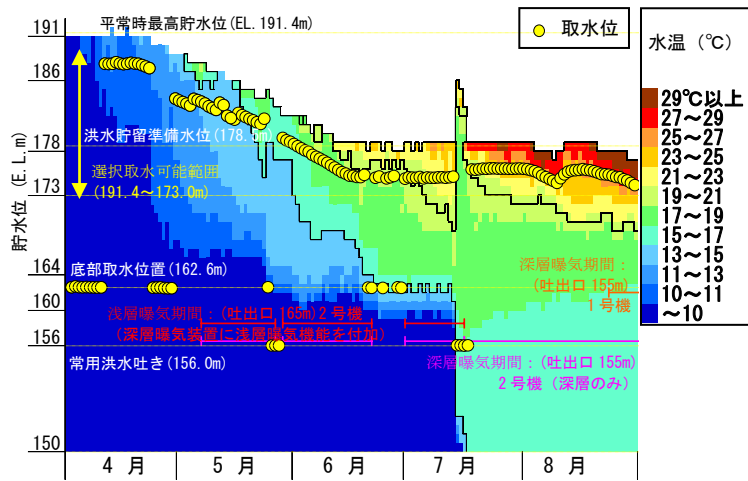 平常時最高貯水位(EL.191.4m)
取水位
水温 (℃)
29℃以上
27～29
25～27
23～25
21～23
19～21
17～19
15～17
13～15
11～13
10～11
～10
貯水位 (E.L.m)
191
186
178
173
164
160
156
150
洪水貯留準備水位(178.5m)
選択取水可能範囲
(191.4～173.0m)
底部取水位置(162.6m)
浅層曝気期間：(吐出口 165m) 2 号機
(深層曝気装置に浅層曝気機能を付加)
常用洪水吐き(156.0m)
深層曝気期間：
(吐出口 155m)
1 号機
深層曝気期間：(吐出口 155m)
2 号機 (深層のみ)
4 月
5 月
6 月
7 月
8 月